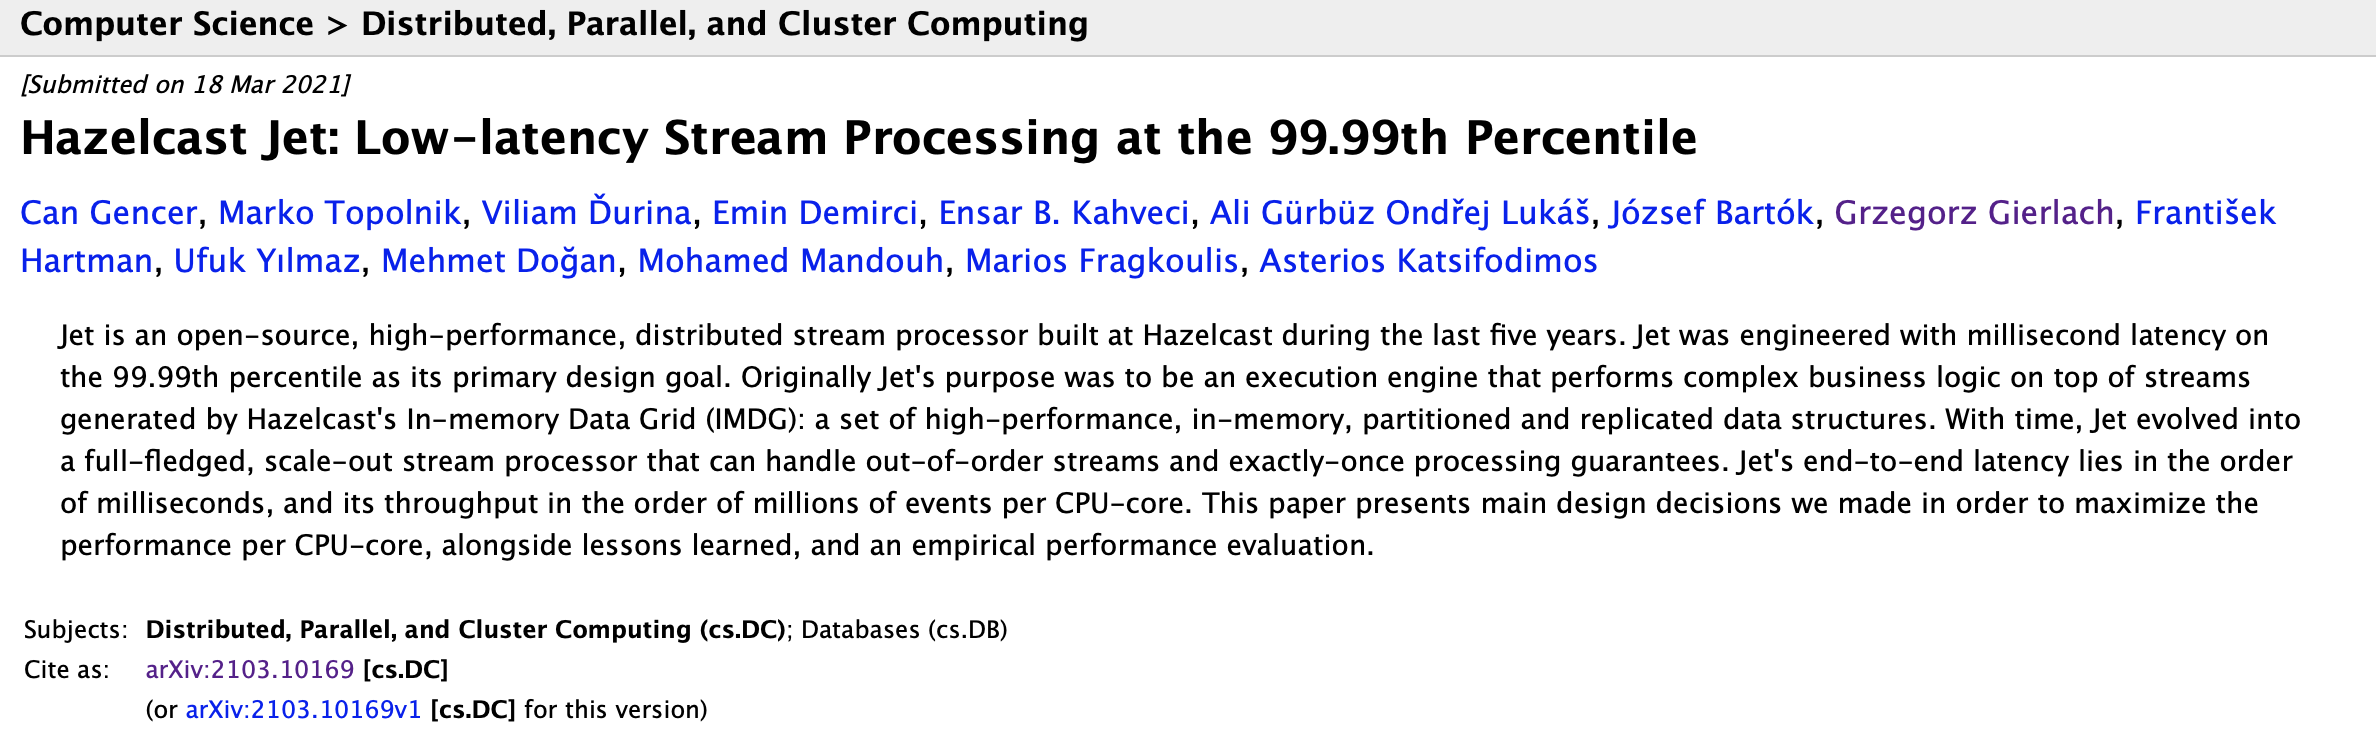 Computer Science > Distributed, Parallel, and Cluster Computing
[Submitted on 18 Mar 2021]
Hazelcast Jet: Low-latency Stream Processing at the 99.99th Percentile
Can Gencer, Marko Topolnik, Viliam Ďurina, Emin Demirci, Ensar B. Kahveci, Ali Gürbüz Ondřej Lukáš, József Bartók, Grzegorz Gierlach, František
Hartman, Ufuk Yılmaz, Mehmet Doğan, Mohamed Mandouh, Marios Fragkoulis, Asterios Katsifodimos
Jet is an open-source, high-performance, distributed stream processor built at Hazelcast during the last five years. Jet was engineered with millisecond latency on
the 99.99th percentile as its primary design goal. Originally Jet's purpose was to be an execution engine that performs complex business logic on top of streams
generated by Hazelcast's In-memory Data Grid (IMDG): a set of high-performance, in-memory, partitioned and replicated data structures. With time, Jet evolved into
a full-fledged, scale-out stream processor that can handle out-of-order streams and exactly-once processing guarantees. Jet's end-to-end latency lies in the order
of milliseconds, and its throughput in the order of millions of events per CPU-core. This paper presents main design decisions we made in order to maximize the
performance per CPU-core, alongside lessons learned, and an empirical performance evaluation.
Subjects: Distributed, Parallel, and Cluster Computing (cs.DC); Databases (cs.DB)
Cite as: arXiv:2103.10169 [cs.DC]
(or arXiv:2103.10169v1 [cs.DC] for this version)